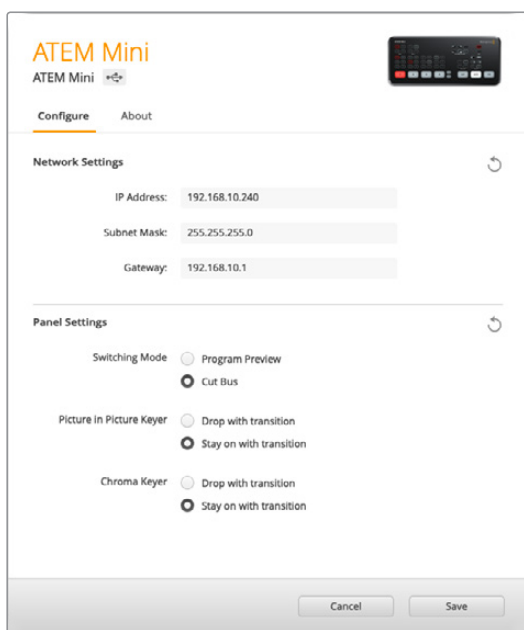 ATEM Mini
ATEM Mini
Configure About
Network Settings
IP Address: 192.168.10.240
Subnet Mask: 255.255.255.0
Gateway: 192.168.10.1
Panel Settings
Switching Mode Program Preview
Cut Bus
Picture in Picture Keyer Drop with transition
Stay on with transition
Chroma Keyer Drop with transition
Stay on with transition
Cancel Save